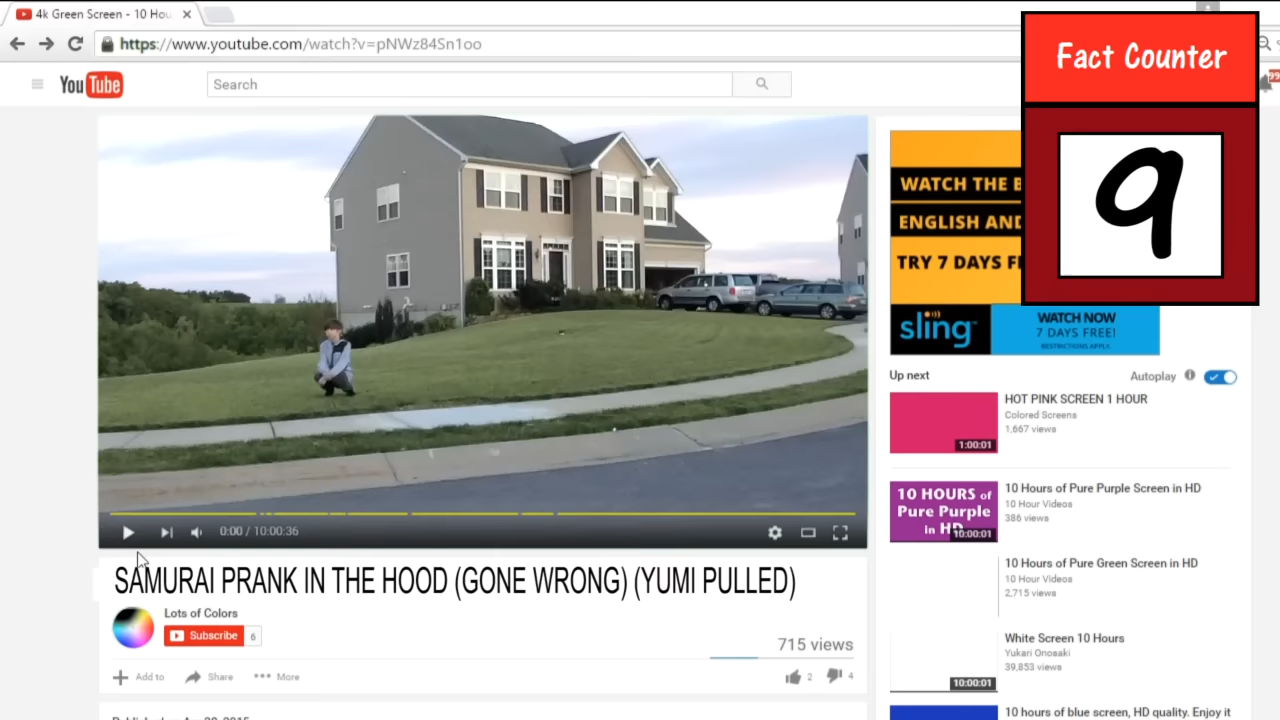 4k Green Screen - 10 Hou
https://www.youtube.com/watch?v=pNWz84Sn1oo
Fact Counter
9
99
YouTube
Search
WATCH THE B
ENGLISH AND
TRY 7 DAYS F
sling
WATCH NOW
7 DAYS FREE!
RESTRICTIONS APPLY.
Up next
Autoplay
HOT PINK SCREEN 1 HOUR
Colored Screens
1,667 views
1:00:01
10 HOURS of
Pure Purple
in HD
10:00:01
10 Hours of Pure Purple Screen in HD
10 Hour Videos
386 views
0:00 / 10:00:36
10 Hours of Pure Green Screen in HD
10 Hour Videos
2,715 views
SAMURAI PRANK IN THE HOOD (GONE WRONG) (YUMI PULLED)
Lots of Colors
Subscribe 6
715 views
White Screen 10 Hours
Yukari Onosaki
39,853 views
10:00:01
Add to
Share
More
2
4
10 hours of blue screen, HD quality. Enjoy it